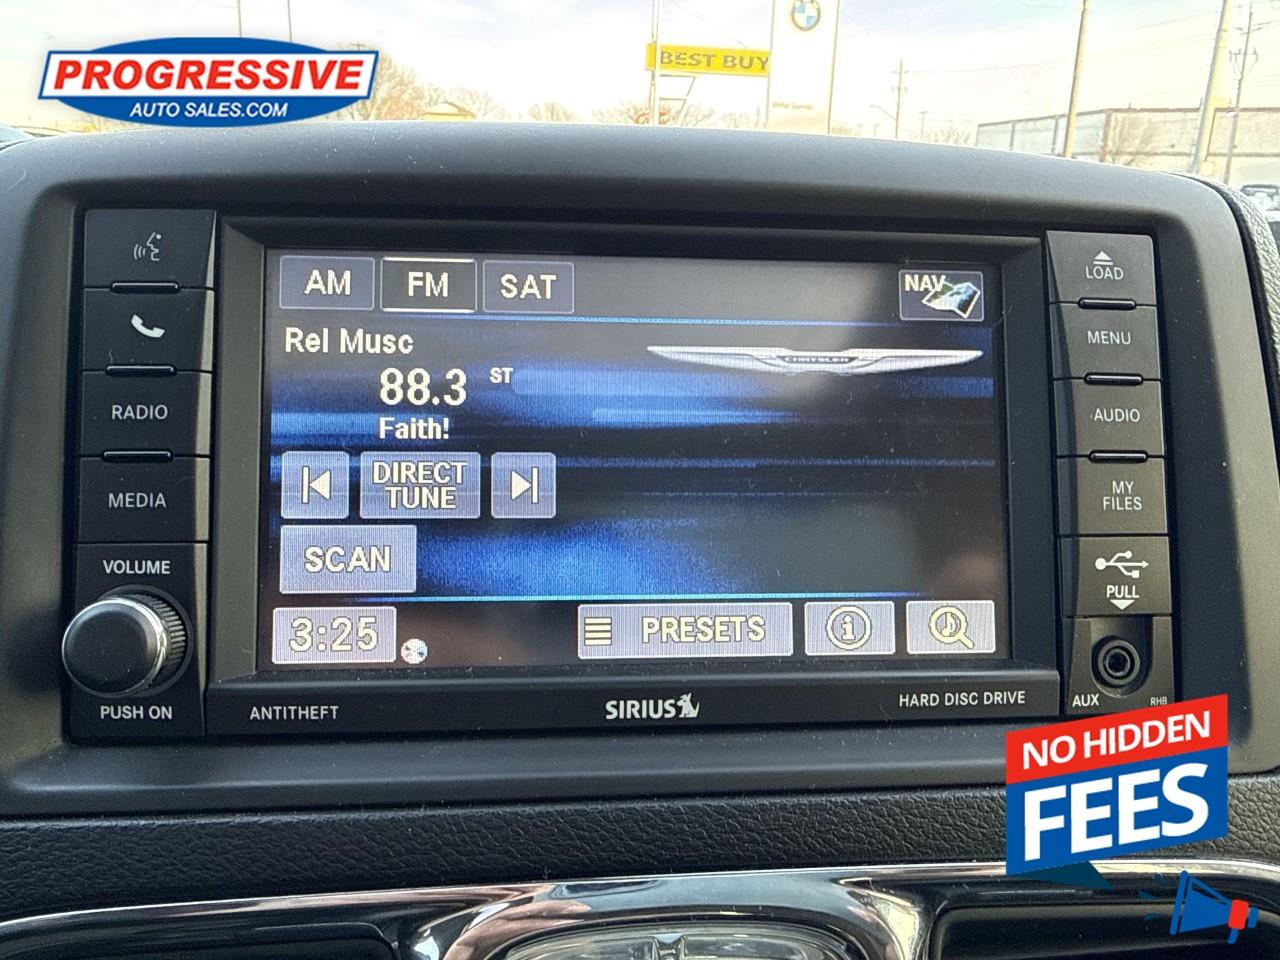 PROGRESSIVE
AUTO SALES.COM
BEST BUY
AM FM SAT NAV
Rel Musc
CHRYSLER
88.3 ST
Faith!
DIRECT
TUNE
SCAN
3:25 PRESETS i
RADIO
MEDIA
VOLUME
PUSH ON
ANTITHEFT
SIRIUS
HARD DISC DRIVE
LOAD
MENU
AUDIO
MY
FILES
PULL
AUX RHB
NO HIDDEN
FEES